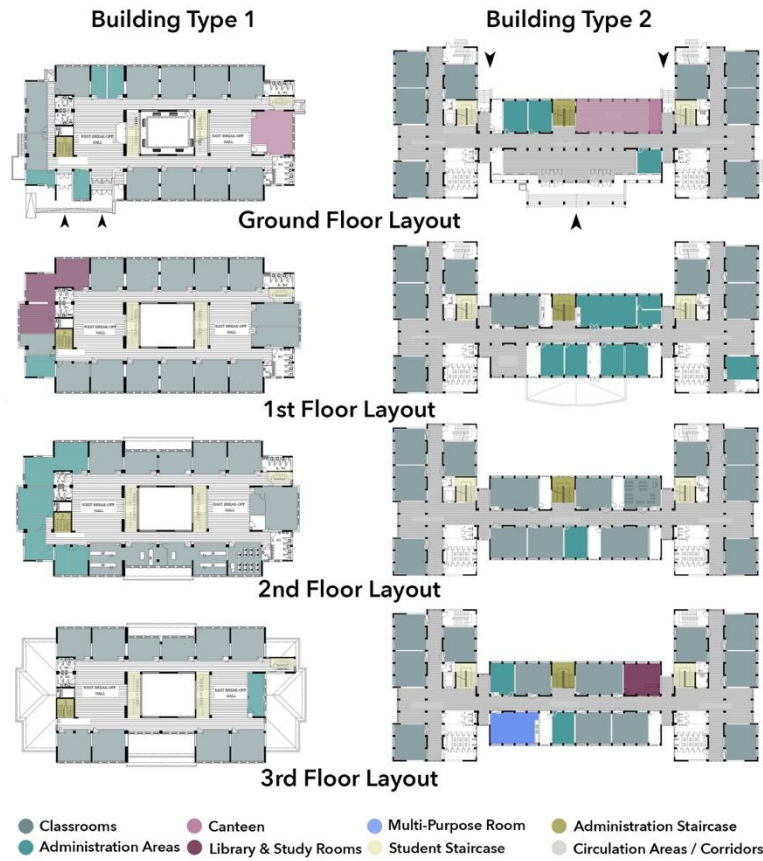 Building Type 1
Building Type 2
WEST BREAK-OFF HALL
EAST BREAK-OFF HALL
Ground Floor Layout
WEST BREAK-OFF HALL
EAST BREAK-OFF HALL
1st Floor Layout
WEST BREAK-OFF HALL
EAST BREAK-OFF HALL
2nd Floor Layout
WEST BREAK-OFF HALL
EAST BREAK-OFF HALL
3rd Floor Layout
Classrooms
Canteen
Multi-Purpose Room
Administration Staircase
Administration Areas
Library & Study Rooms
Student Staircase
Circulation Areas / Corridors